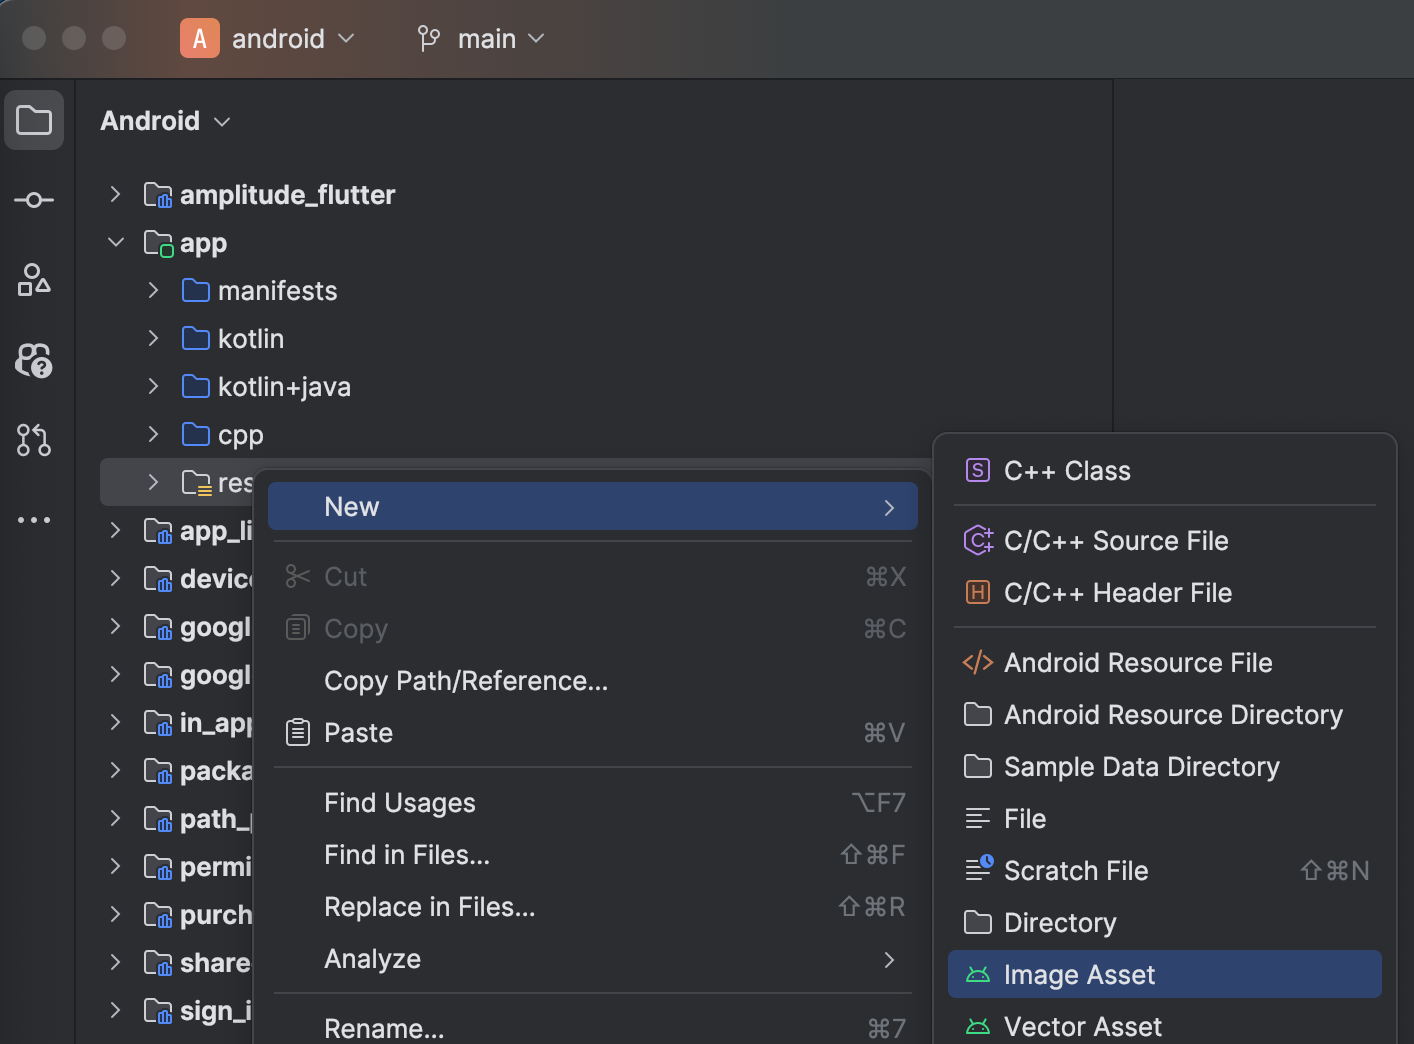 A android main
Android
amplitude_flutter
app
manifests
kotlin
kotlin+java
cpp
res
app_li
device
googl
googl
in_app
packa
path_p
permi
purch
share
sign_i
New
Cut ⌘X
Copy ⌘C
Copy Path/Reference...
Paste ⌘V
Find Usages ⌥F7
Find in Files... ⇧⌘F
Replace in Files... ⇧⌘R
Analyze
Rename... ⌘7
S C++ Class
C+ C/C++ Source File
H C/C++ Header File
</> Android Resource File
Android Resource Directory
Sample Data Directory
File
Scratch File ⇧⌘N
Directory
Image Asset
Vector Asset